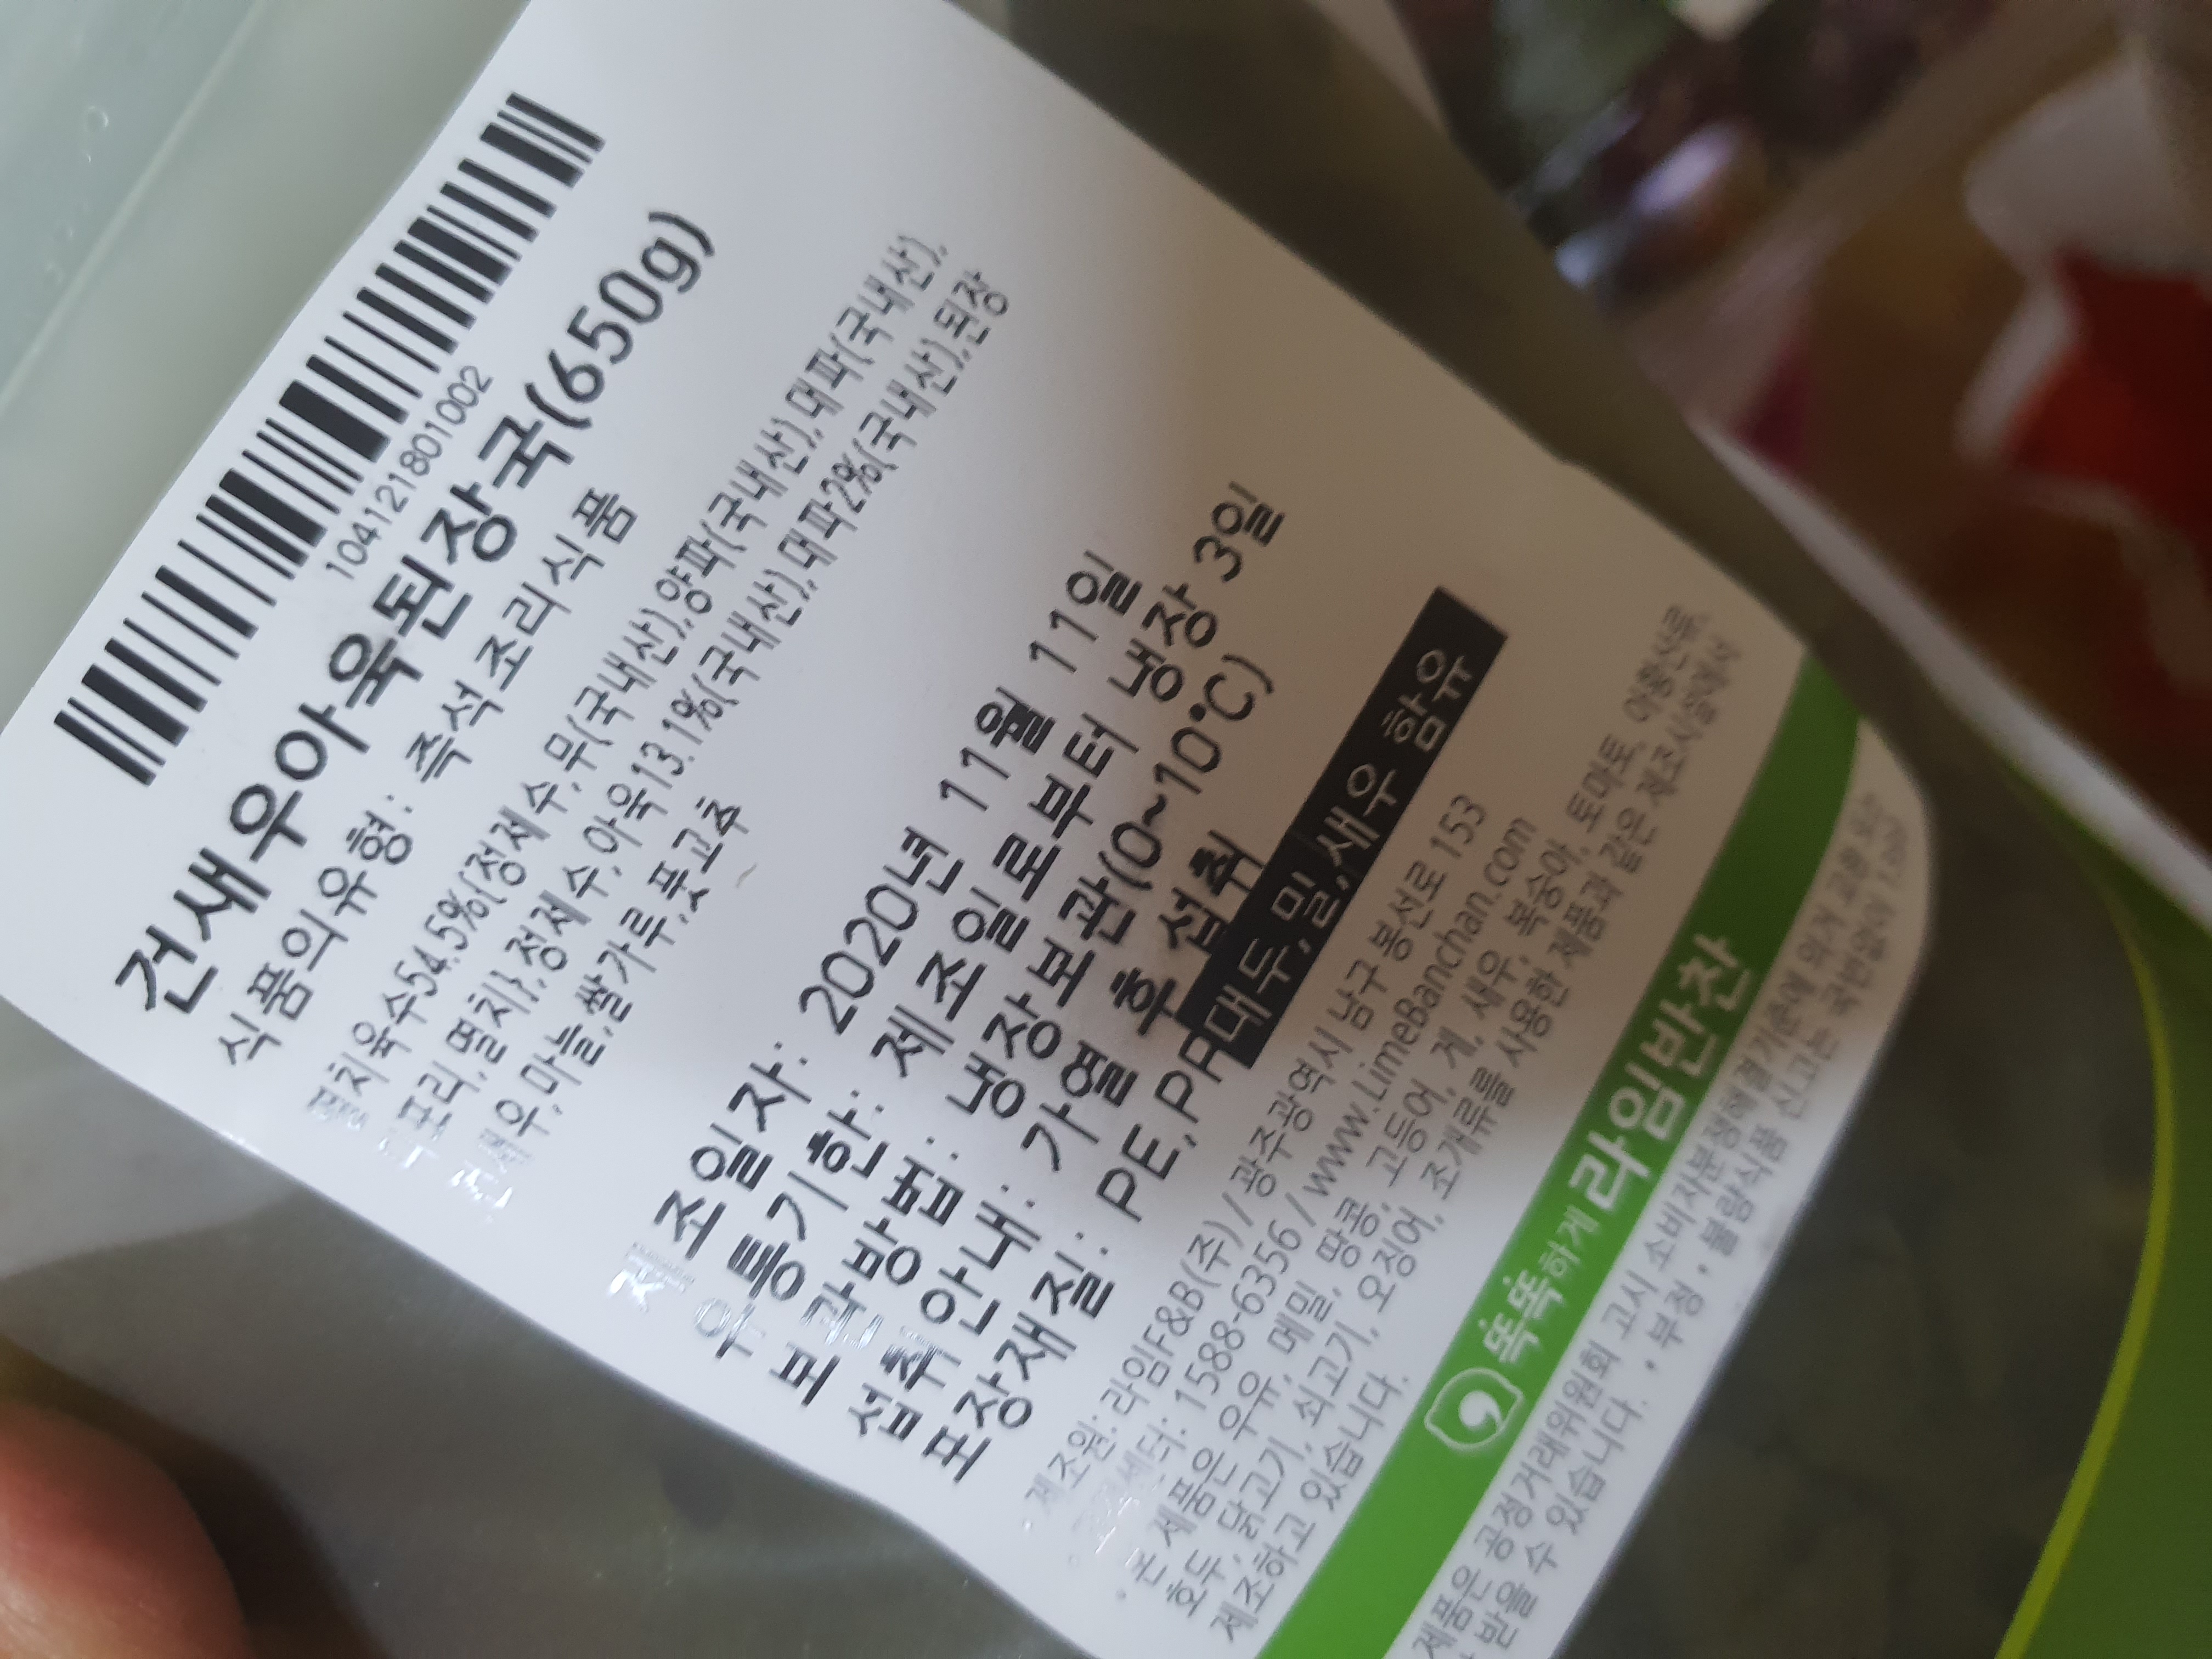 104121801002
건새우아욱된장국(650g)
식품의유형: 즉석조리식품
멸치육수54.5%{정제수,무(국내산),양파(국내산),대파(국내산),
포리,멸치},정제수,아욱13.1%(국내산),대파2%(국내산),된장
새우,마늘,쌀가루,풋고추
제조일자: 2020년 11월 11일
유통기한: 제조일로부터 냉장 3일
보관방법: 냉장보관(0~10℃)
섭취안내: 가열 후 섭취
포장재질: PE,PP
대두,밀,새우 함유
· 제조원: 라임F&B(주) / 광주광역시 남구 봉선로 153
· 1588-6356 / www.LimeBanchan.com
· 본 제품은 우유, 메밀, 땅콩, 고등어, 게, 새우, 복숭아, 토마토, 아황산류,
호두, 닭고기, 쇠고기, 오징어, 조개류를 사용한 제품과 같은 제조시설에서
제조하고 있습니다.
똑똑하게 라임반찬
제품은 공정거래위원회 고시 소비자분쟁해결기준에 의거 교환 또는
받을 수 있습니다. · 부정 · 불량식품 신고는 국번없이 1399